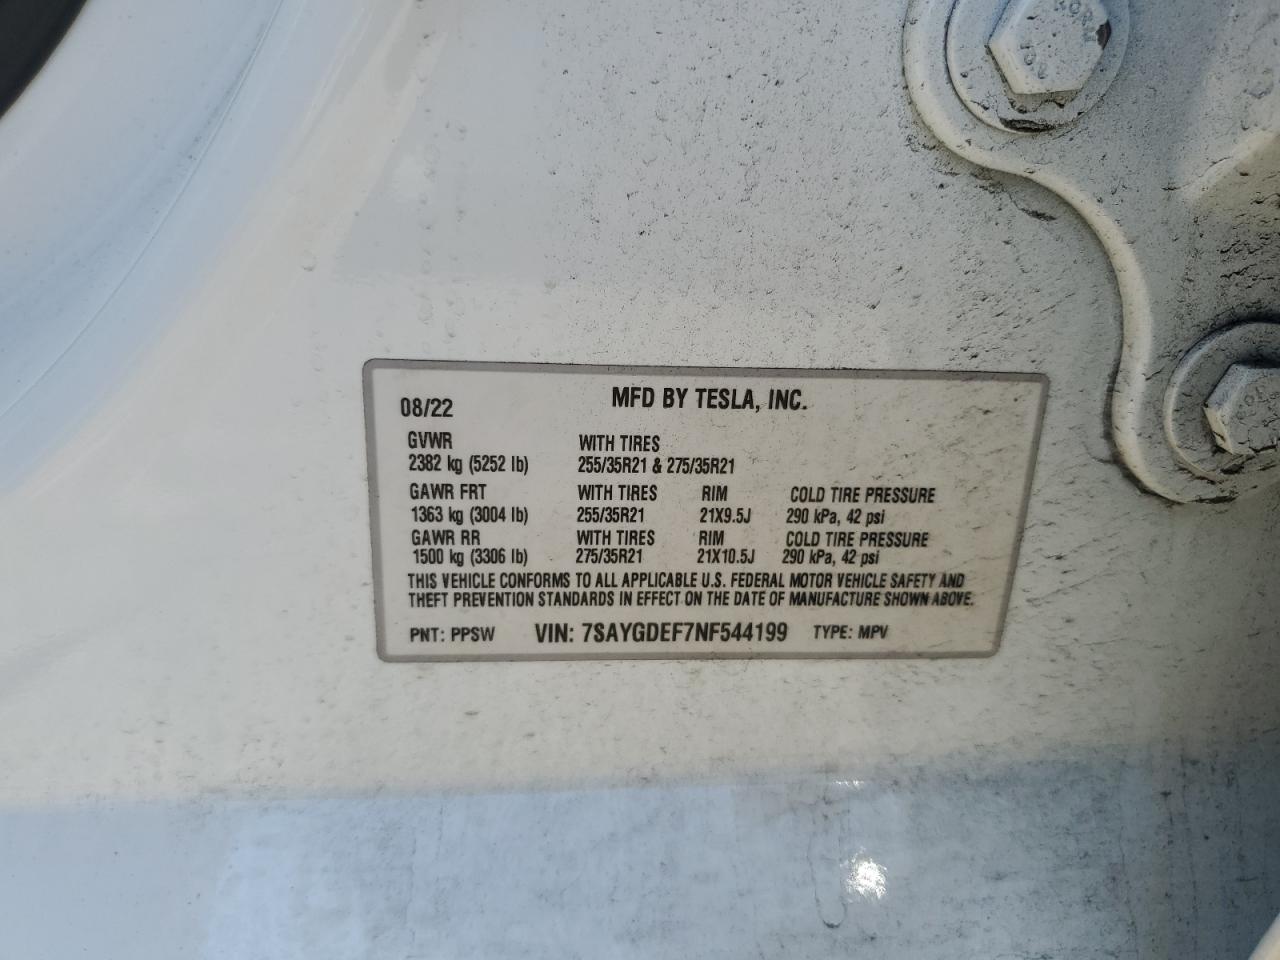 08/22 MFD BY TESLA, INC.
GVWR WITH TIRES
2382 kg (5252 lb) 255/35R21 & 275/35R21
GAWR FRT WITH TIRES RIM COLD TIRE PRESSURE
1363 kg (3004 lb) 255/35R21 21X9.5J 290 kPa, 42 psi
GAWR RR WITH TIRES RIM COLD TIRE PRESSURE
1500 kg (3306 lb) 275/35R21 21X10.5J 290 kPa, 42 psi
THIS VEHICLE CONFORMS TO ALL APPLICABLE U.S. FEDERAL MOTOR VEHICLE SAFETY AND
THEFT PREVENTION STANDARDS IN EFFECT ON THE DATE OF MANUFACTURE SHOWN ABOVE.
PNT: PPSW VIN: 7SAYGDEF7NF544199 TYPE: MPV